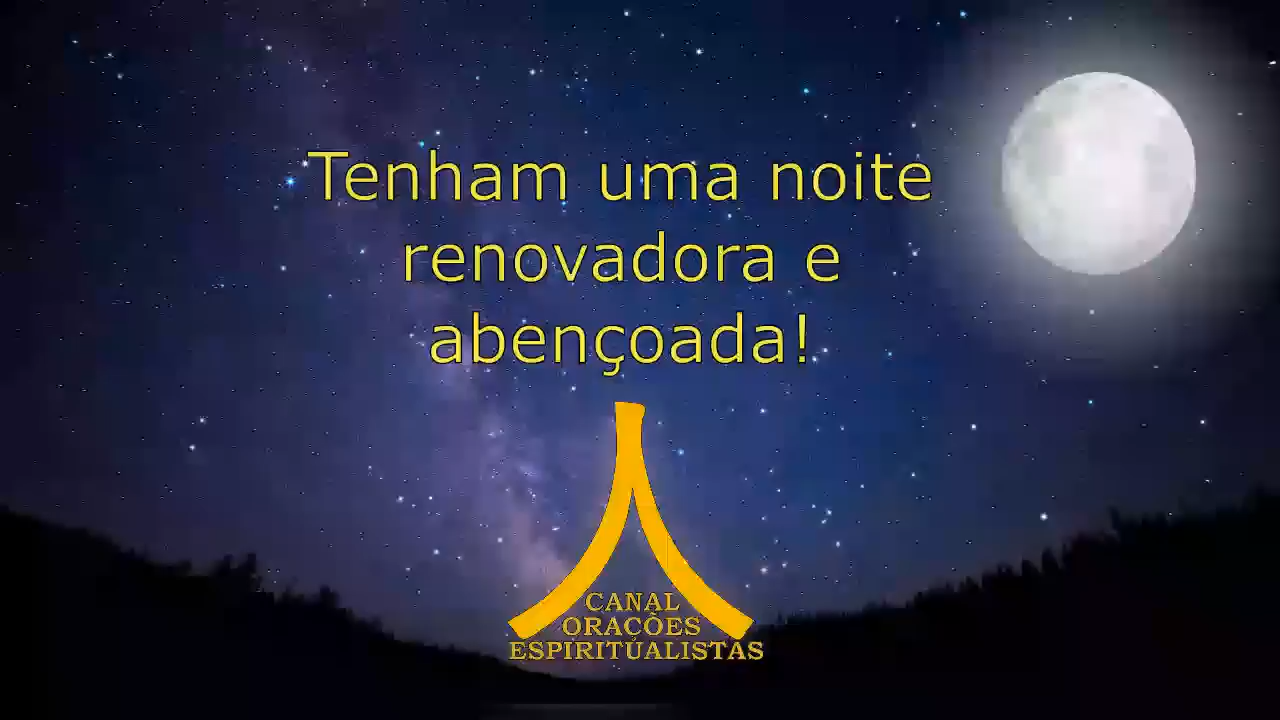 Tenham uma noite
renovadora e
abençoada!
CANAL
ORAÇÕES
ESPIRITUALISTAS